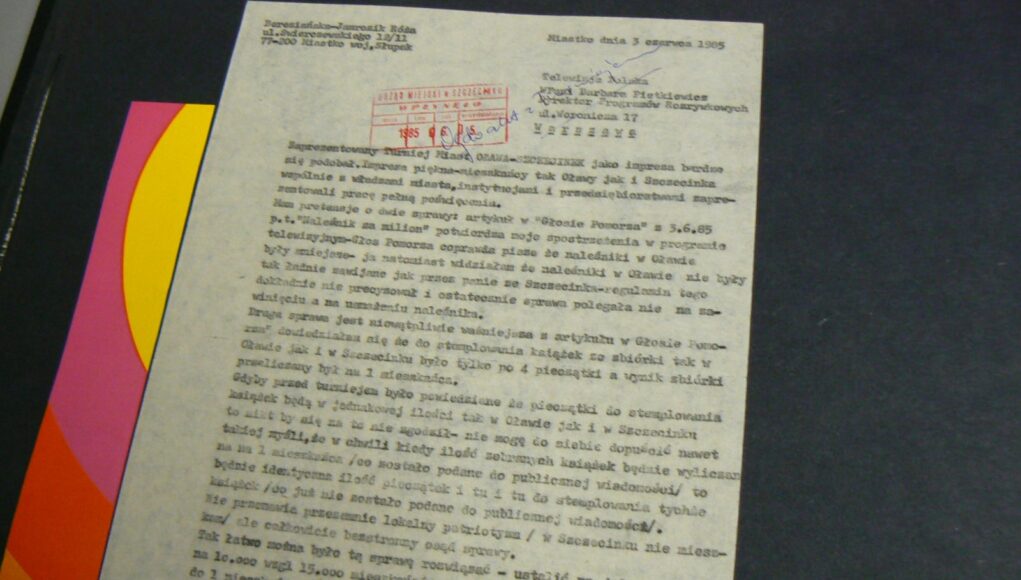 Beresińska-Jamrozik Róża
ul.Świerczewskiego 12/11
77-200 Miastko woj.Słupsk
Miastko dnia 3 czerwca 1985
Telewizja Polska
WPani Barbara Pietkiewicz
Dyrektor Programów Rozrywkowych
ul.Woronicza 17
Warszawa
URZĄD MIEJSKI w SZCZECINKU
WPŁYNĘŁO
1985 06. 05.
Zaprezentowany Turniej Miast OŁAWA-SZCZECINEK jako impreza bardzo
się podobał.Impreza piękna-mieszkańcy tak Oławy jak i Szczecinka
wspólnie z władzami miasta,instytucjami i przedsiębiorstwami zapre-
zentowali pracę pełną poświęcenia.
Mam pretensje o dwie sprawy: artykuł w "Głosie Pomorza" z 3.6.85
p.t."Naleśnik za milion" potwierdza moje spostrzeżenia w programie
telewizyjnym-Głos Pomorza coprawda pisze że naleśniki w Oławie
były mniejsze- ja natomiast widziałam że naleśniki w Oławie nie były
tak ładnie zawijane jak przez panie ze Szczecinka-regulamin tego
dokładnie nie precyzował i ostatecznie sprawa polegała nie na za-
winięciu a na usmażeniu naleśnika.
Druga sprawa jest niewątpliwie ważniejsza z artykułu w Głosie Pomo-
rza" dowiedziałam się że do stemplowania książek ze zbiórki tak w
Oławie jak i w Szczecinku było tylko po 4 pieczątki a wynik zbiórki
przeliczany był na 1 mieszkańca.
Gdyby przed turniejem było powiedziane że pieczątki do stemplowania
książek będą w jednakowej ilości tak w Oławie jak i w Szczecinku
to nikt by się na to nie zgodził- nie mogę do siebie dopuścić nawet
takiej myśli,że w chwili kiedy ilość zebranych książek będzie wyliczan
na na 1 mieszkańca /co zostało podane do publicznej wiadomości/ to
będzie identyczna ilość pieczątek i tu i tu do stemplowania tychże
książek /co już nie zostało podane do publicznej wiadomości/.
Nie przemawia przezemnie lokalny patriotyzm / w Szczecinku nie miesz-
kam/ ale całkowicie bezstronny osąd sprawy.
Tak łatwo można było tę sprawę rozwiązać - ustalić
na 10.000 wzgl 15.000
do 1